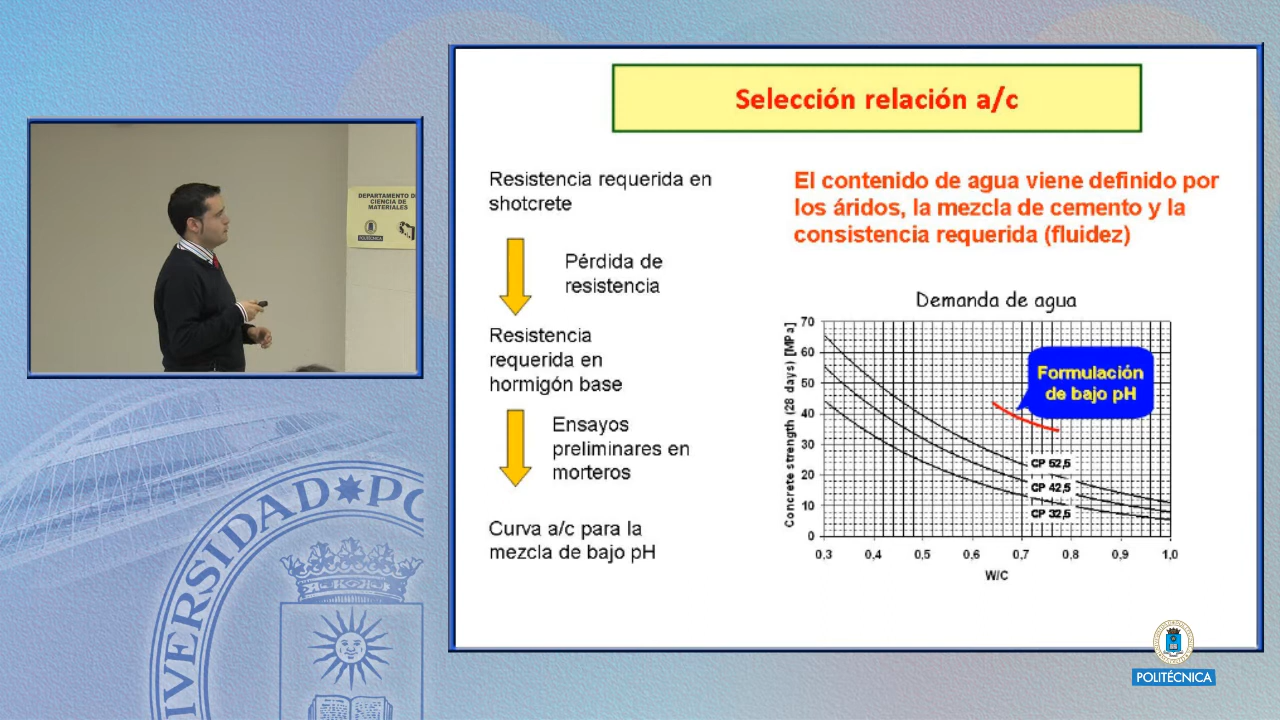 Selección relación a/c
DEPARTAMENTO D
CIENCIA DE
MATERIALES
POLITÉCNICA
Resistencia requerida en
shotcrete
Pérdida de
resistencia
Resistencia
requerida en
hormigón base
Ensayos
preliminares en
morteros
Curva a/c para la
mezcla de bajo pH
El contenido de agua viene definido por
los áridos, la mezcla de cemento y la
consistencia requerida (fluidez)
Demanda de agua
Concrete strength (28 days) [MPa]
70
60
50
40
30
20
10
0
Formulación
de bajo pH
CP 52,5
CP 42,5
CP 32,5
0,3 0,4 0,5 0,6 0,7 0,8 0,9 1,0
W/C
VERSIDAD PO
POLITÉCNICA